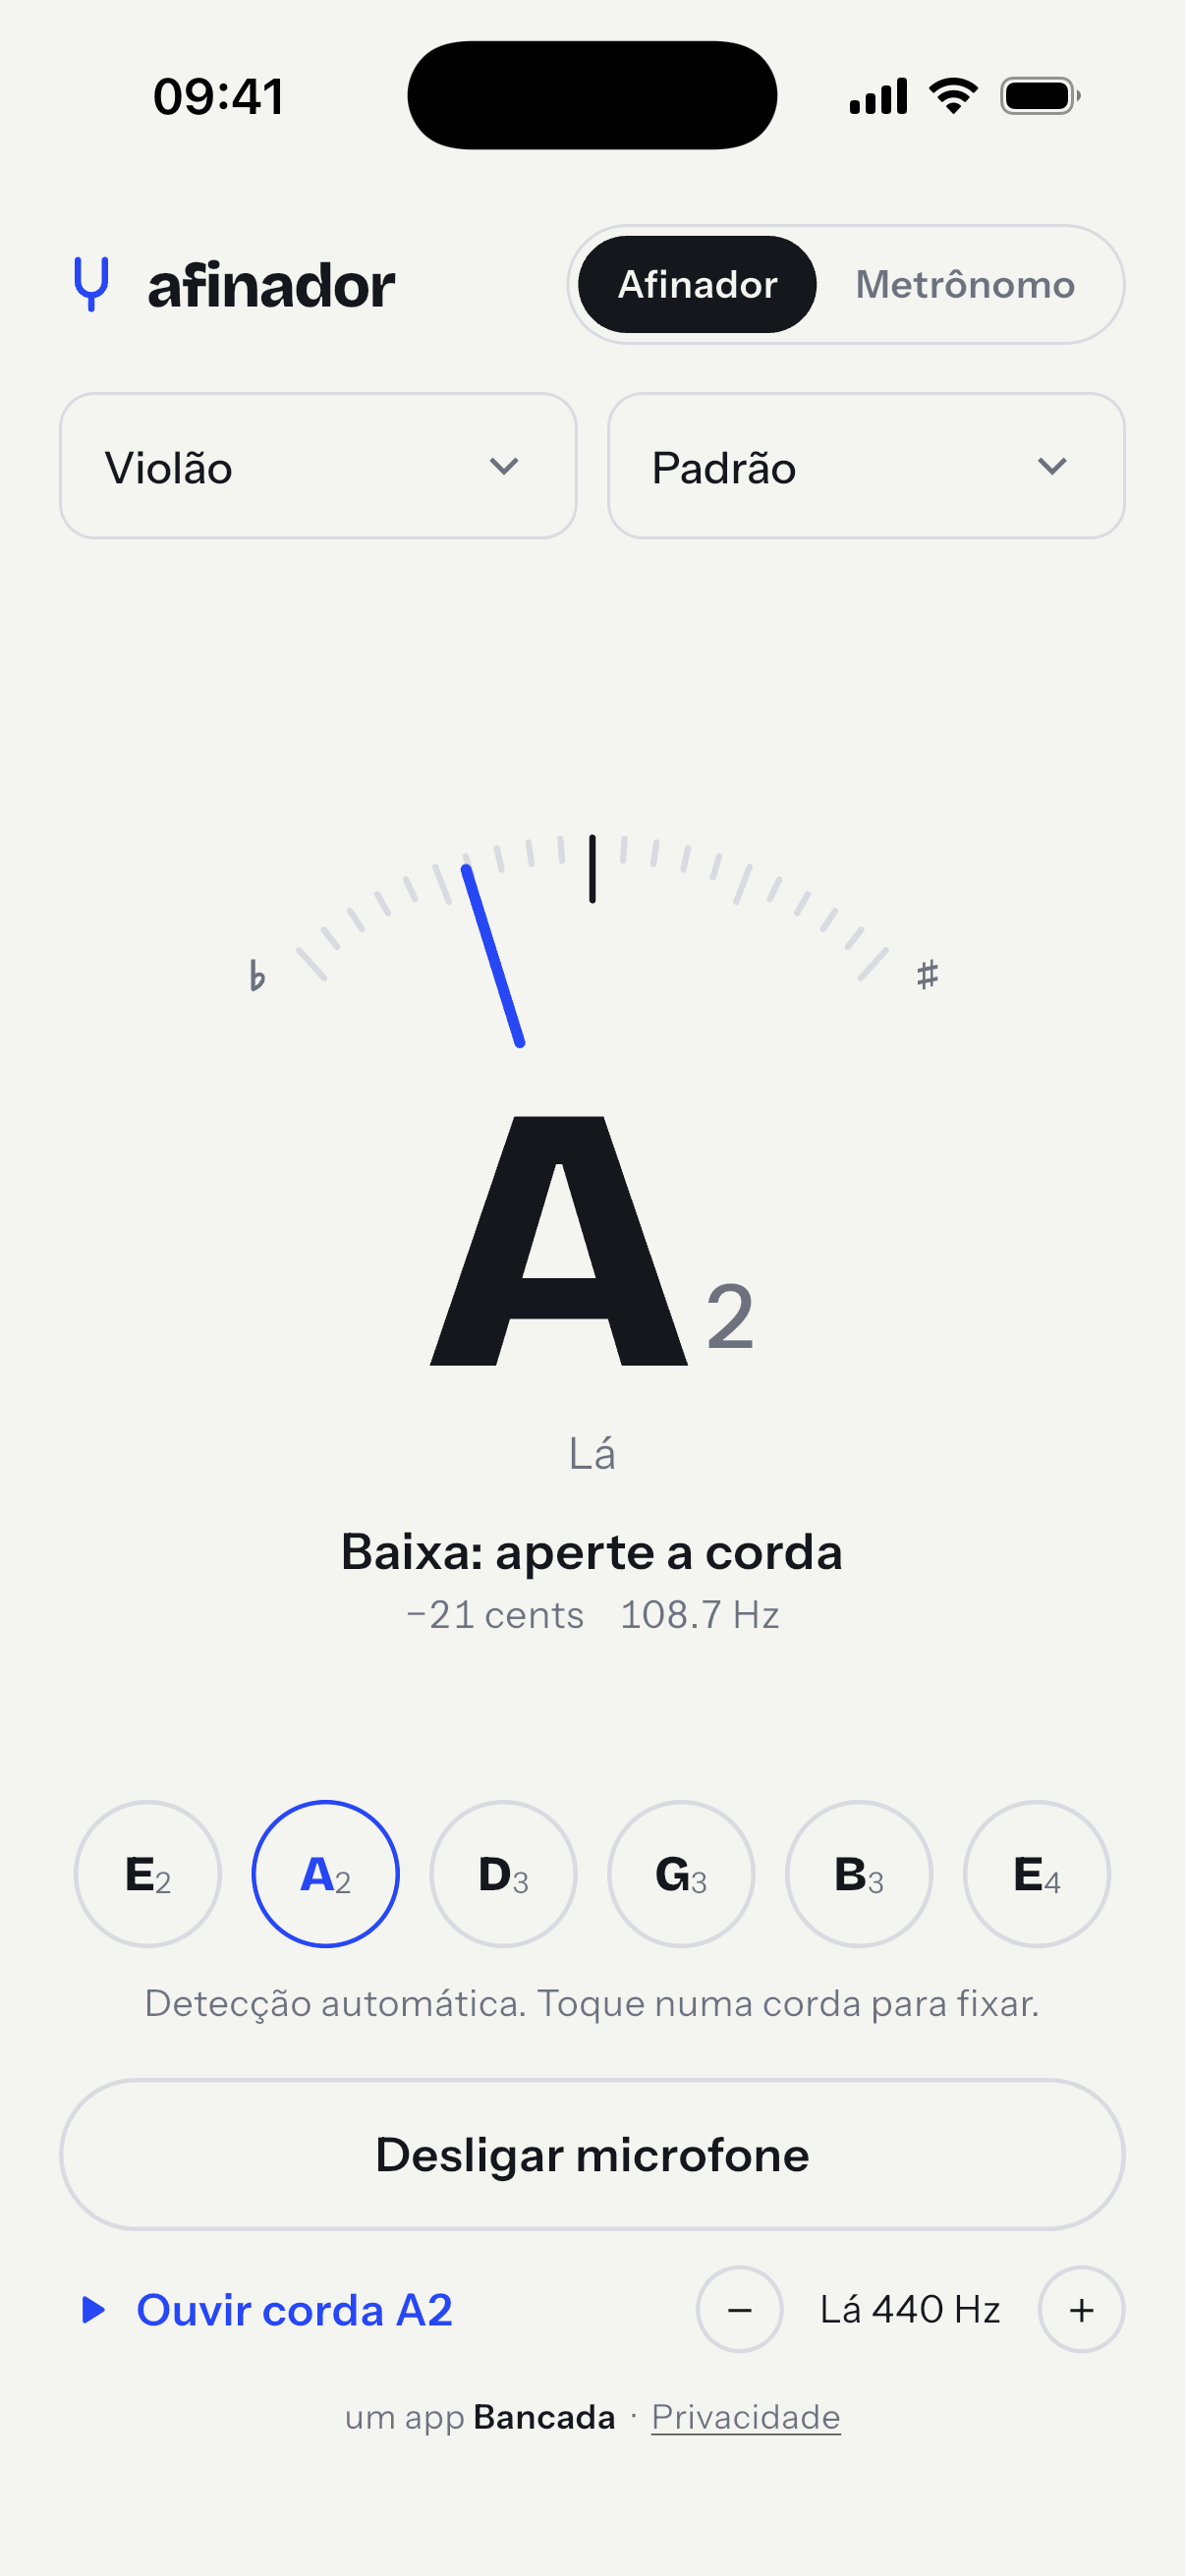 09:41
afinador
Afinador Metrônomo
Violão
Padrão
♭ ♯
A2
Lá
Baixa: aperte a corda
−21 cents 108.7 Hz
E2 A2 D3 G3 B3 E4
Detecção automática. Toque numa corda para fixar.
Desligar microfone
Ouvir corda A2
− Lá 440 Hz +
um app Bancada · Privacidade